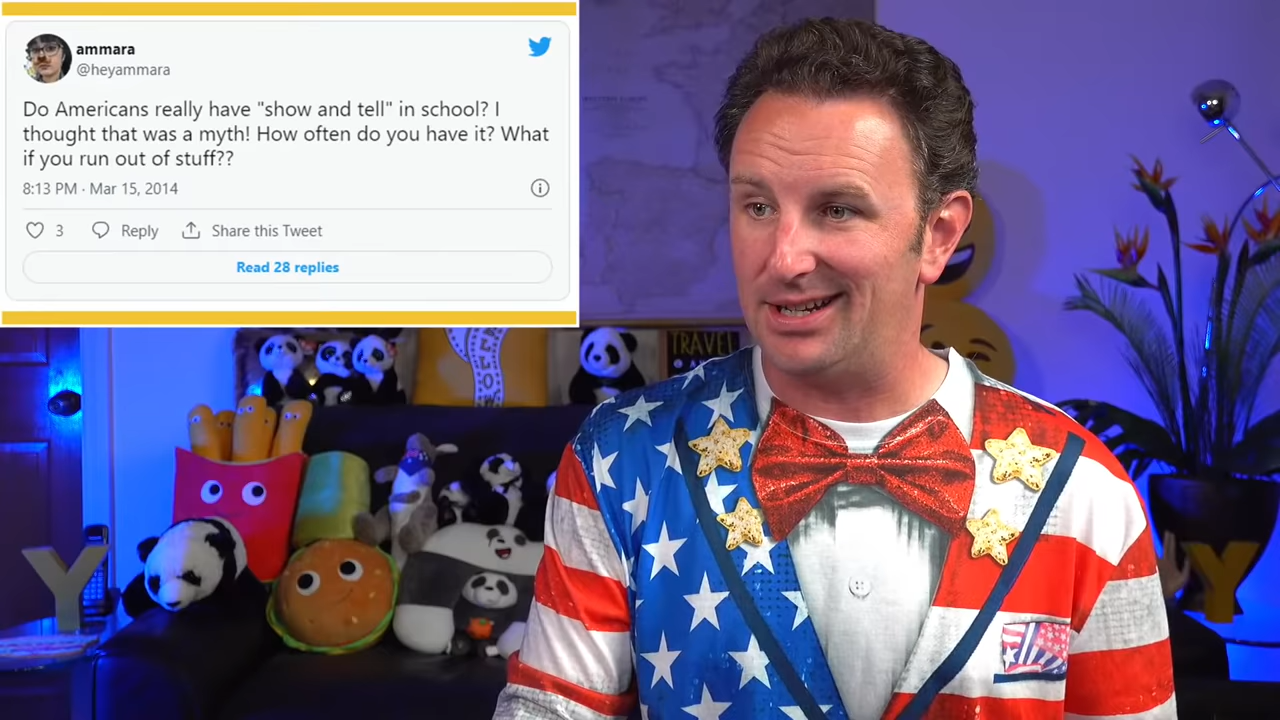 ammara
@heyammara
Do Americans really have "show and tell" in school? I
thought that was a myth! How often do you have it? What
if you run out of stuff??
8:13 PM · Mar 15, 2014
3 Reply Share this Tweet
Read 28 replies
TRAVEL
Y
Y